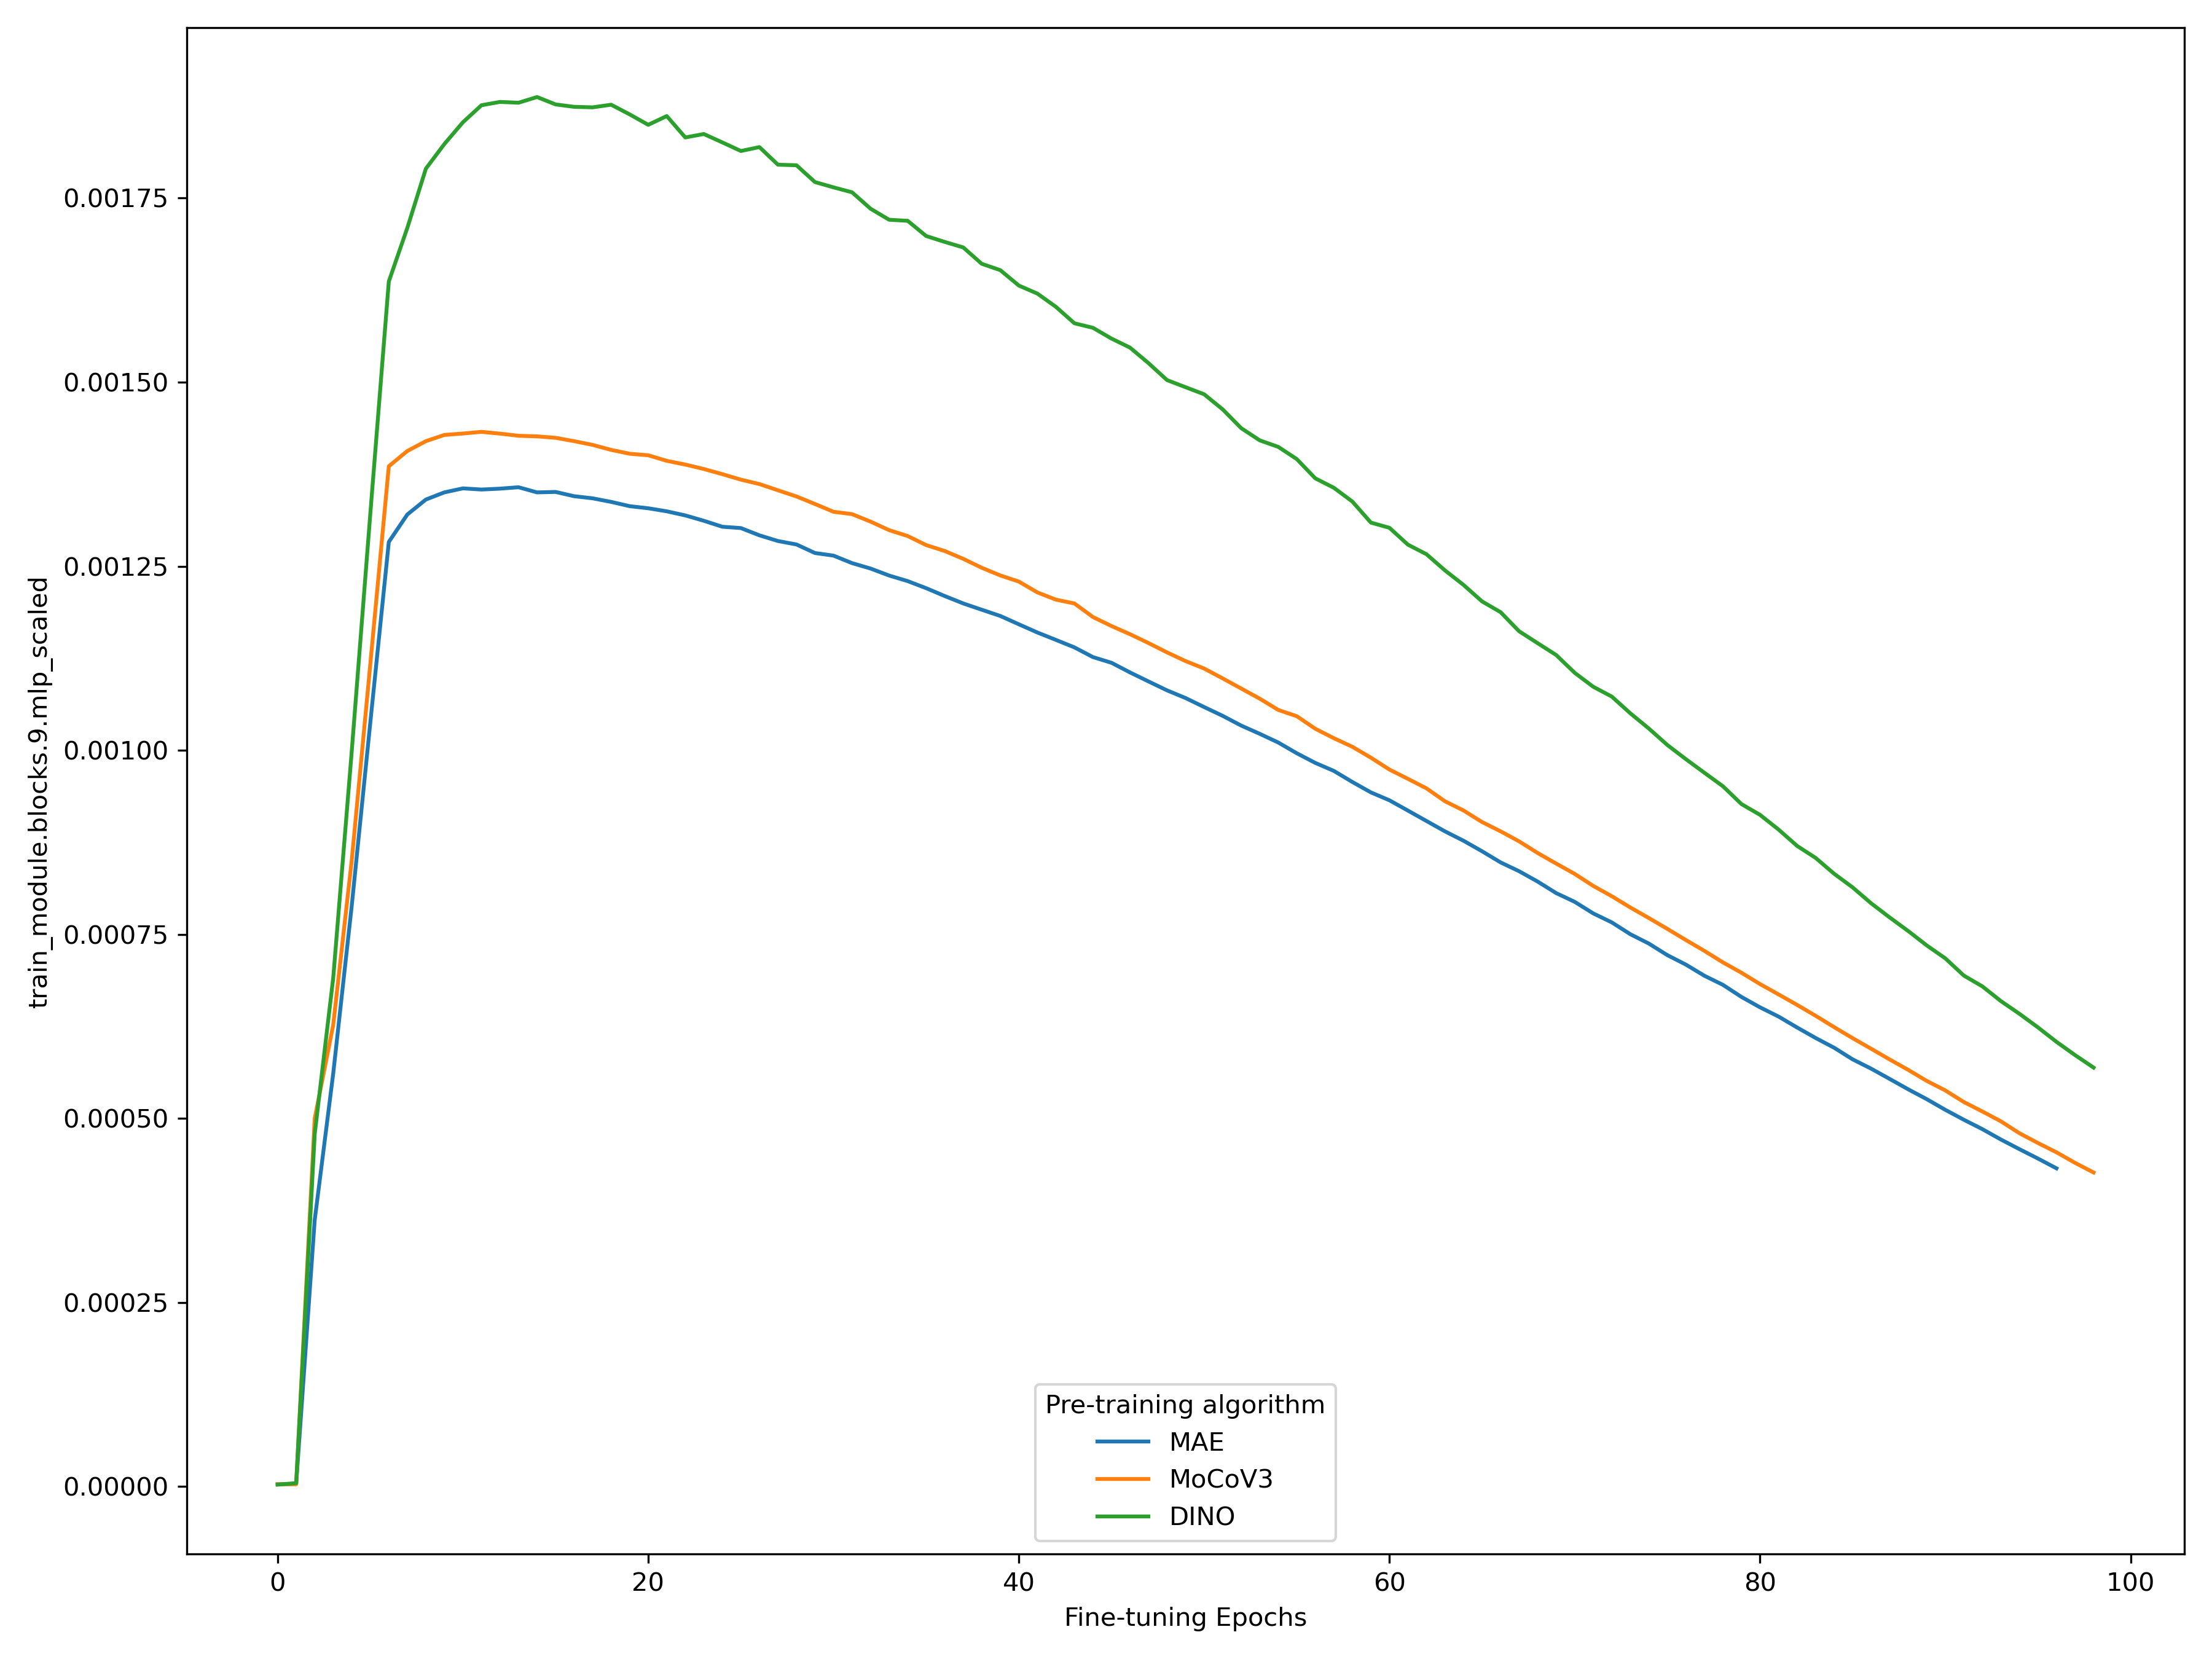 train_module.blocks.9.mlp_scaled
0.00175
0.00150
0.00125
0.00100
0.00075
0.00050
0.00025
0.00000
Pre-training algorithm
MAE
MoCoV3
DINO
0 20 40 60 80 100
Fine-tuning Epochs